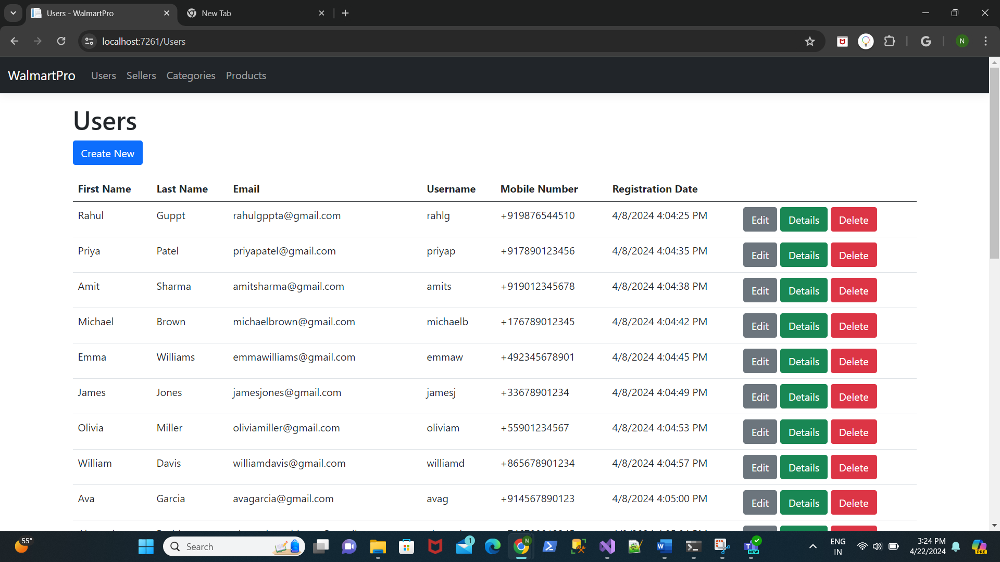 Users - WalmartPro New Tab
localhost:7261/Users N
WalmartPro Users Sellers Categories Products
Users
Create New
First Name Last Name Email Username Mobile Number Registration Date
Rahul Guppt rahulgppta@gmail.com rahlg +919876544510 4/8/2024 4:04:25 PM Edit Details Delete
Priya Patel priyapatel@gmail.com priyap +917890123456 4/8/2024 4:04:35 PM Edit Details Delete
Amit Sharma amitsharma@gmail.com amits +919012345678 4/8/2024 4:04:38 PM Edit Details Delete
Michael Brown michaelbrown@gmail.com michaelb +176789012345 4/8/2024 4:04:42 PM Edit Details Delete
Emma Williams emmawilliams@gmail.com emmaw +492345678901 4/8/2024 4:04:45 PM Edit Details Delete
James Jones jamesjones@gmail.com jamesj +33678901234 4/8/2024 4:04:49 PM Edit Details Delete
Olivia Miller oliviamiller@gmail.com oliviam +55901234567 4/8/2024 4:04:53 PM Edit Details Delete
William Davis williamdavis@gmail.com williamd +865678901234 4/8/2024 4:04:57 PM Edit Details Delete
Ava Garcia avagarcia@gmail.com avag +914567890123 4/8/2024 4:05:00 PM Edit Details Delete
55° Search 1 N NEW ENG 3:24 PM
IN 4/22/2024 PRE